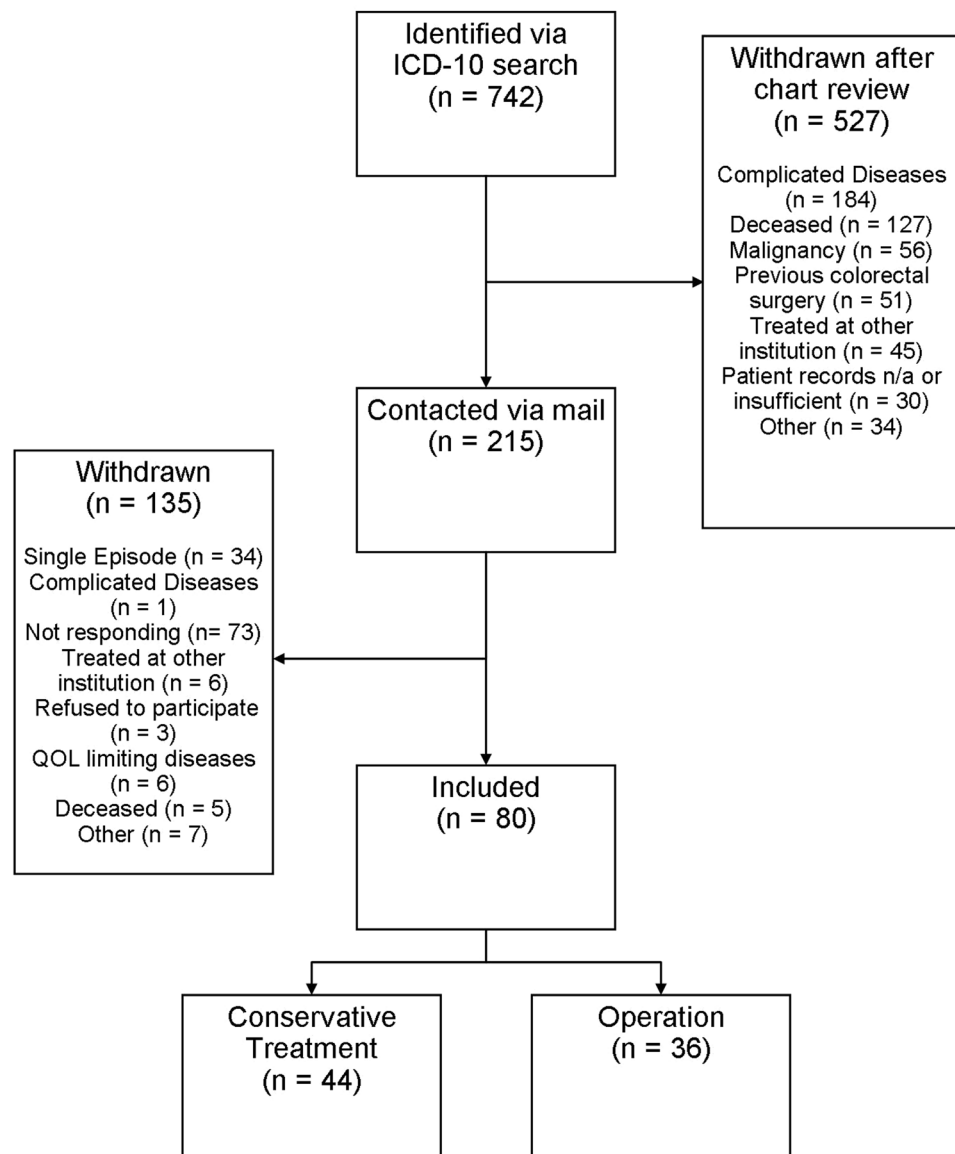 Identified via
ICD-10 search
(n = 742)
Withdrawn after
chart review
(n = 527)
Complicated Diseases
(n = 184)
Deceased (n = 127)
Malignancy (n = 56)
Previous colorectal
surgery (n = 51)
Treated at other
institution (n = 45)
Patient records n/a or
insufficient (n = 30)
Other (n = 34)
Contacted via mail
(n = 215)
Withdrawn
(n = 135)
Single Episode (n = 34)
Complicated Diseases
(n = 1)
Not responding (n= 73)
Treated at other
institution (n = 6)
Refused to participate
(n = 3)
QOL limiting diseases
(n = 6)
Deceased (n = 5)
Other (n = 7)
Included
(n = 80)
Conservative
Treatment
(n = 44)
Operation
(n = 36)